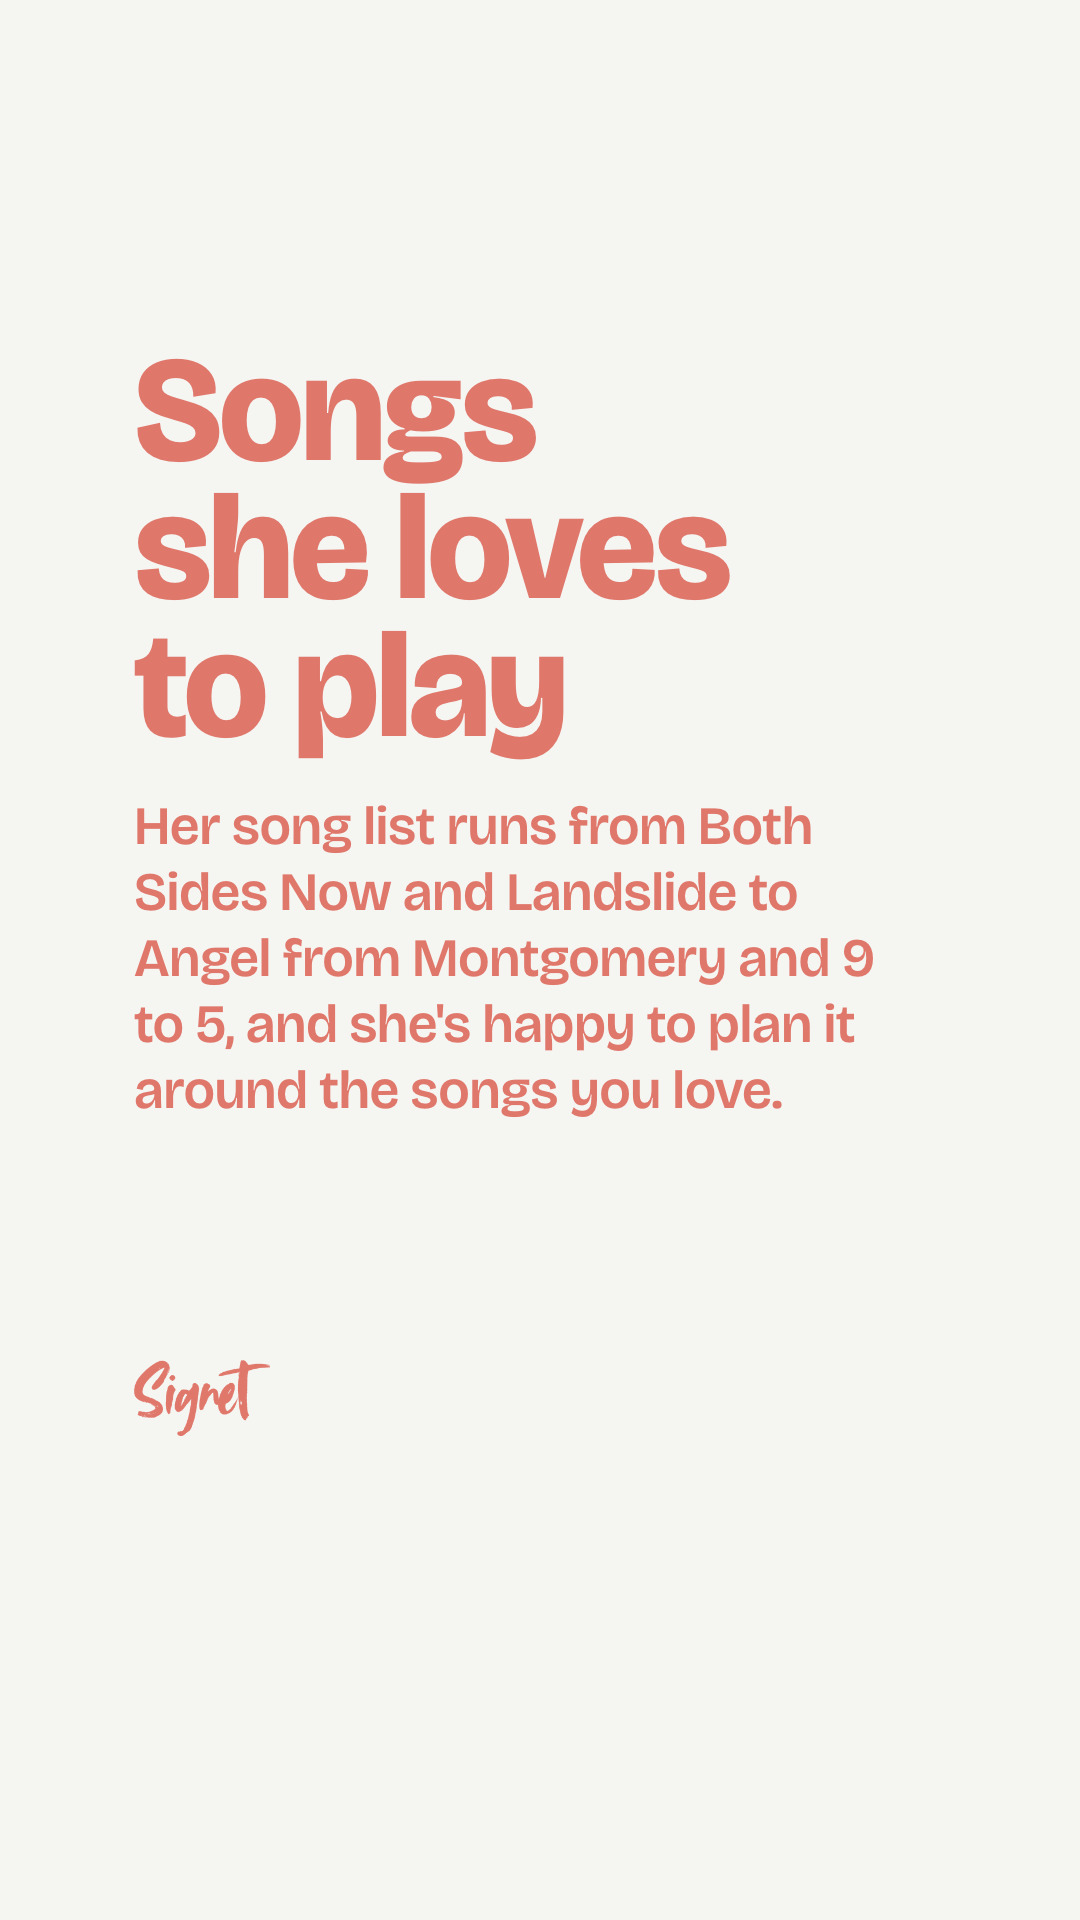 Songs
she loves
to play
Her song list runs from Both
Sides Now and Landslide to
Angel from Montgomery and 9
to 5, and she's happy to plan it
around the songs you love.
Signet